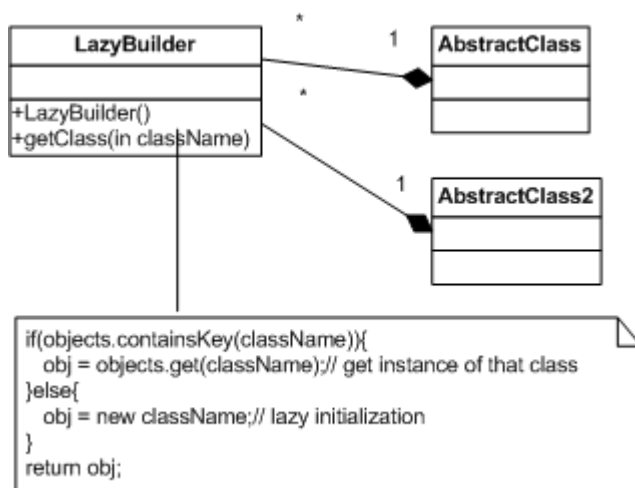 LazyBuilder
*
1
AbstractClass
+LazyBuilder()
+getClass(in className)
*
1
AbstractClass2
if(objects.containsKey(className)){
obj = objects.get(className);// get instance of that class
}else{
obj = new className;// lazy initialization
}
return obj;